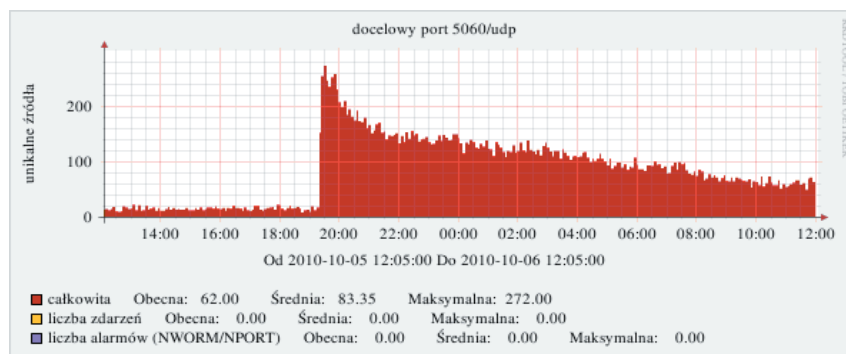 docelowy port 5060/udp
unikalne źródła
200
100
0
14:00 16:00 18:00 20:00 22:00 00:00 02:00 04:00 06:00 08:00 10:00 12:00
Od 2010-10-05 12:05:00 Do 2010-10-06 12:05:00
całkowita Obecna: 62.00 Średnia: 83.35 Maksymalna: 272.00
liczba zdarzeń Obecna: 0.00 Średnia: 0.00 Maksymalna: 0.00
liczba alarmów (NWORM/NPORT) Obecna: 0.00 Średnia: 0.00 Maksymalna: 0.00